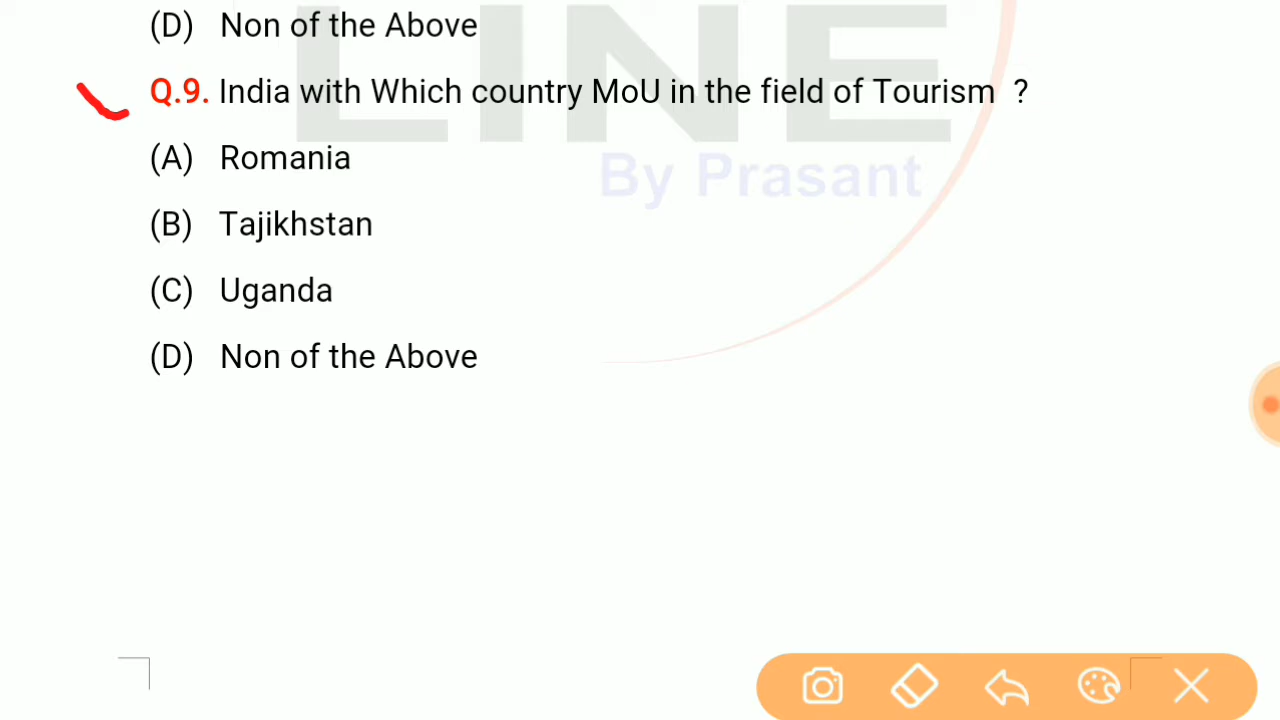 (D) Non of the Above
LINE
Q.9. India with Which country MoU in the field of Tourism ?
(A) Romania
By Prasant
(B) Tajikhstan
(C) Uganda
(D) Non of the Above